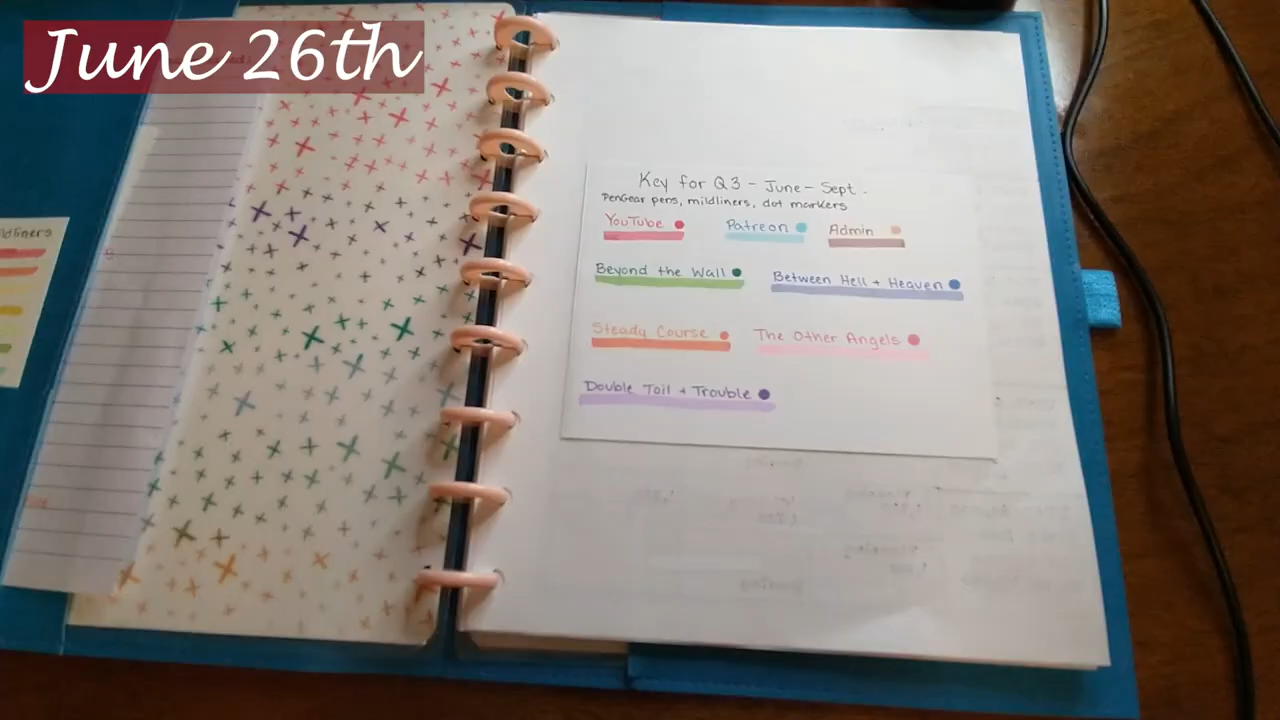 June 26th
Key for Q3 - June - Sept.
PenGear pens, mildliners, dot markers
YouTube Patreon Admin
Beyond the Wall Between Hell + Heaven
Steady Course The Other Angels
Double Toil + Trouble